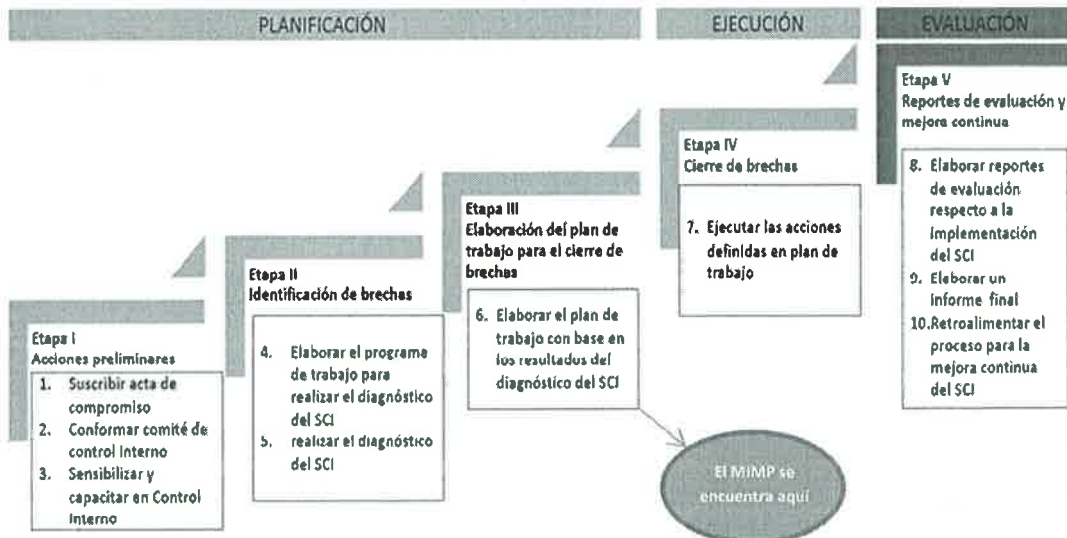 PLANIFICACIÓN
EJECUCIÓN
EVALUACIÓN
Etapa I
Acciones preliminares
1. Suscribir acta de
compromiso
2. Conformar comité de
control Interno
3. Sensibilizar y
capacitar en Control
Interno
Etapa II
Identificación de brechas
4. Elaborar el programa
de trabajo para
realizar el diagnóstico
del SCI
5. realizar el diagnóstico
del SCI
Etapa III
Elaboración del plan de
trabajo para el cierre de
brechas
6. Elaborar el plan de
trabajo con base en
los resultados del
diagnóstico del SCI
El MIMP se
encuentra aquí
Etapa IV
Cierre de brechas
7. Ejecutar las acciones
definidas en plan de
trabajo
Etapa V
Reportes de evaluación y
mejora continua
8. Elaborar reportes
de evaluación
respecto a la
implementación
del SCI
9. Elaborar un
informe final
10. Retroalimentar el
proceso para la
mejora continua
del SCI